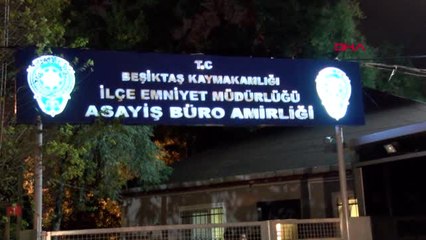 T.C
BEŞİKTAŞ KAYMAKAMLIĞI
İLÇE EMNİYET MÜDÜRLÜĞÜ
ASAYİŞ BÜRO AMİRLİĞİ